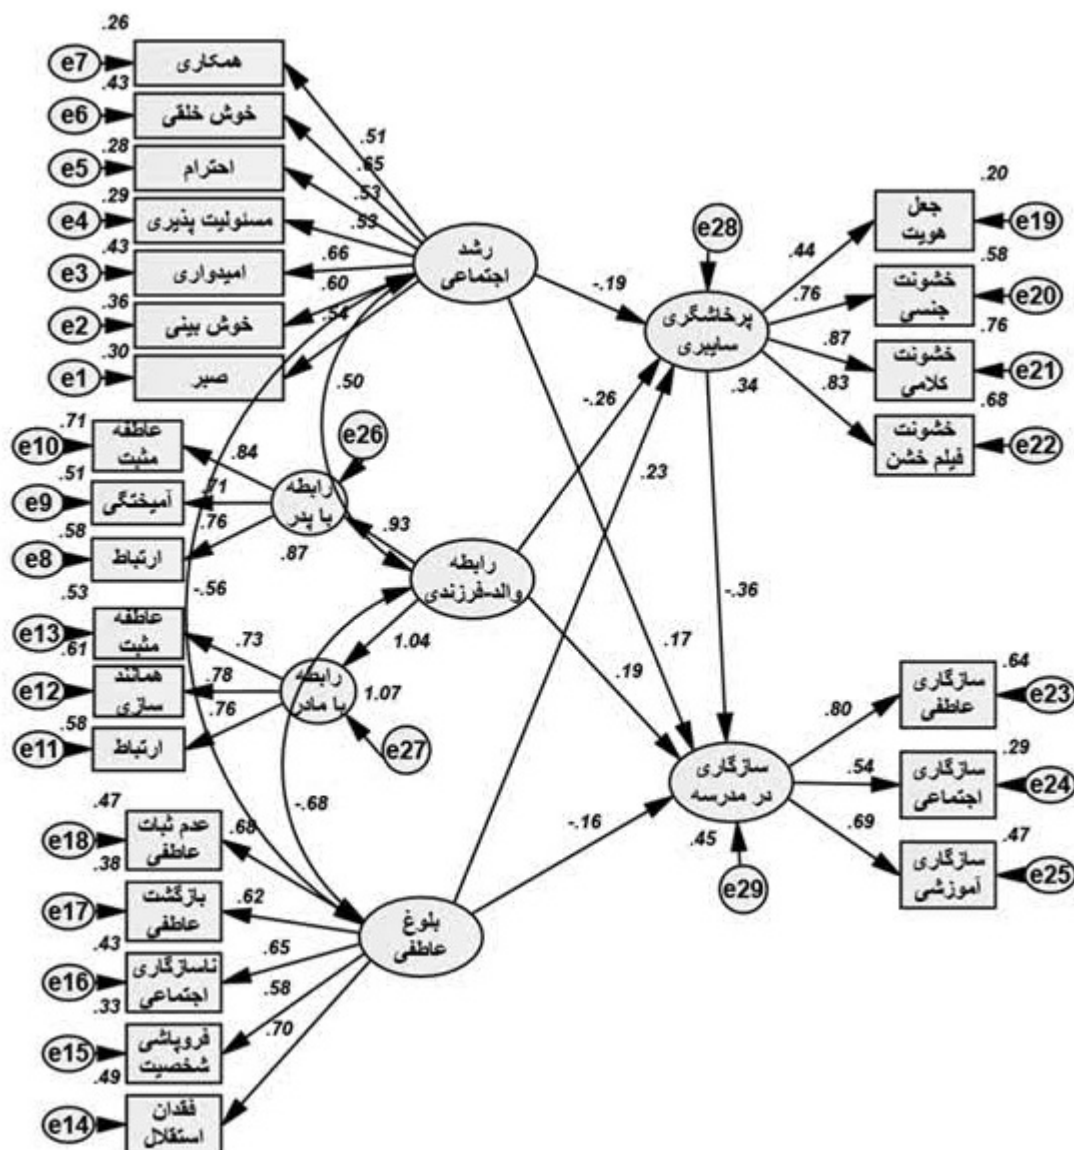 .26
e7
همکاری
.43
e6
خوش خلقی
.28
e5
احترام
.29
e4
مسئولیت پذیری
.43
e3
امیدواری
.36
e2
خوش بینی
.30
e1
صبر
.51
.65
.53
.53
.66
.60
.54
رشد
اجتماعی
.50
-.56
.71
e10
عاطفه
مثبت
.51
e9
آمیختگی
.58
e8
ارتباط
.84
.71
.76
e26
رابطه
با پدر
.87
.93
رابطه
والد-فرزندی
.53
e13
عاطفه
مثبت
.61
e12
همانند
سازی
.58
e11
ارتباط
.73
.78
.76
رابطه
با مادر
1.07
1.04
e27
-.68
.47
e18
عدم ثبات
عاطفی
.38
e17
بازگشت
عاطفی
.43
e16
ناسازگاری
اجتماعی
.33
e15
فروپاشی
شخصیت
.49
e14
فقدان
استقلال
.68
.62
.65
.58
.70
بلوغ
عاطفی
-.19
-.26
.23
.17
.19
-.16
-.36
e28
پرخاشگری
سایبری
.34
.44
.76
.87
.83
.20
جعل
هویت
e19
.58
خشونت
جنسی
e20
.76
خشونت
کلامی
e21
.68
خشونت
فیلم خشن
e22
سازگاری
در مدرسه
.45
e29
.80
.54
.69
.64
سازگاری
عاطفی
e23
.29
سازگاری
اجتماعی
e24
.47
سازگاری
آموزشی
e25